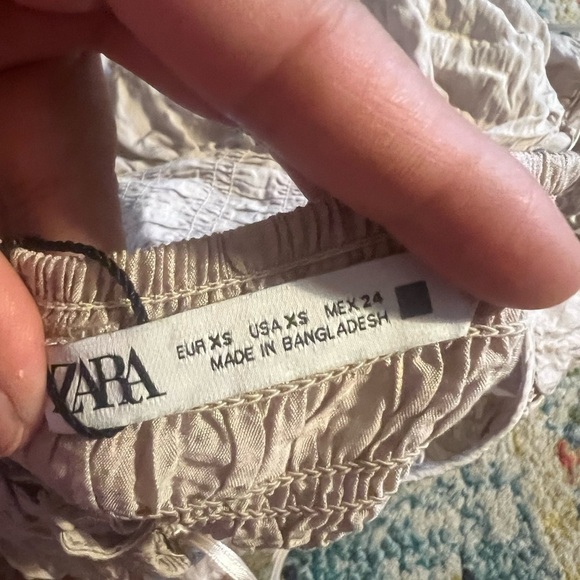 ZARA
EUR XS USA XS MEX 24
MADE IN BANGLADESH